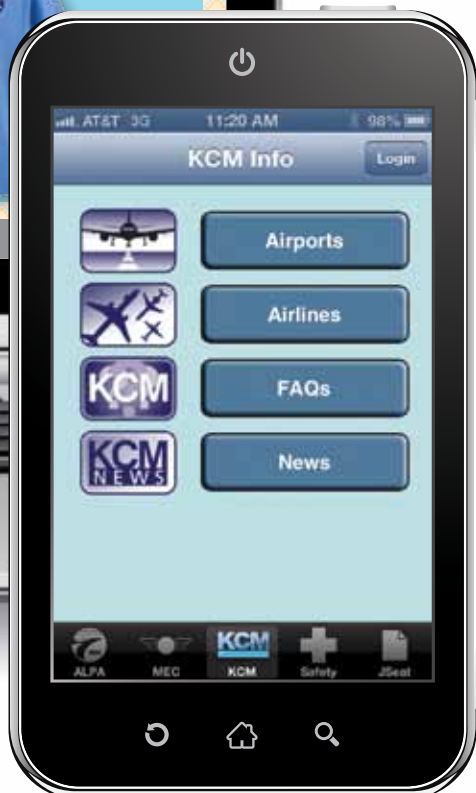 AT&T 3G 11:20 AM 98%
KCM Info Login
Airports
Airlines
KCM FAQs
KCM NEWS News
KCM
ALPA MEC KCM Safety JSeat